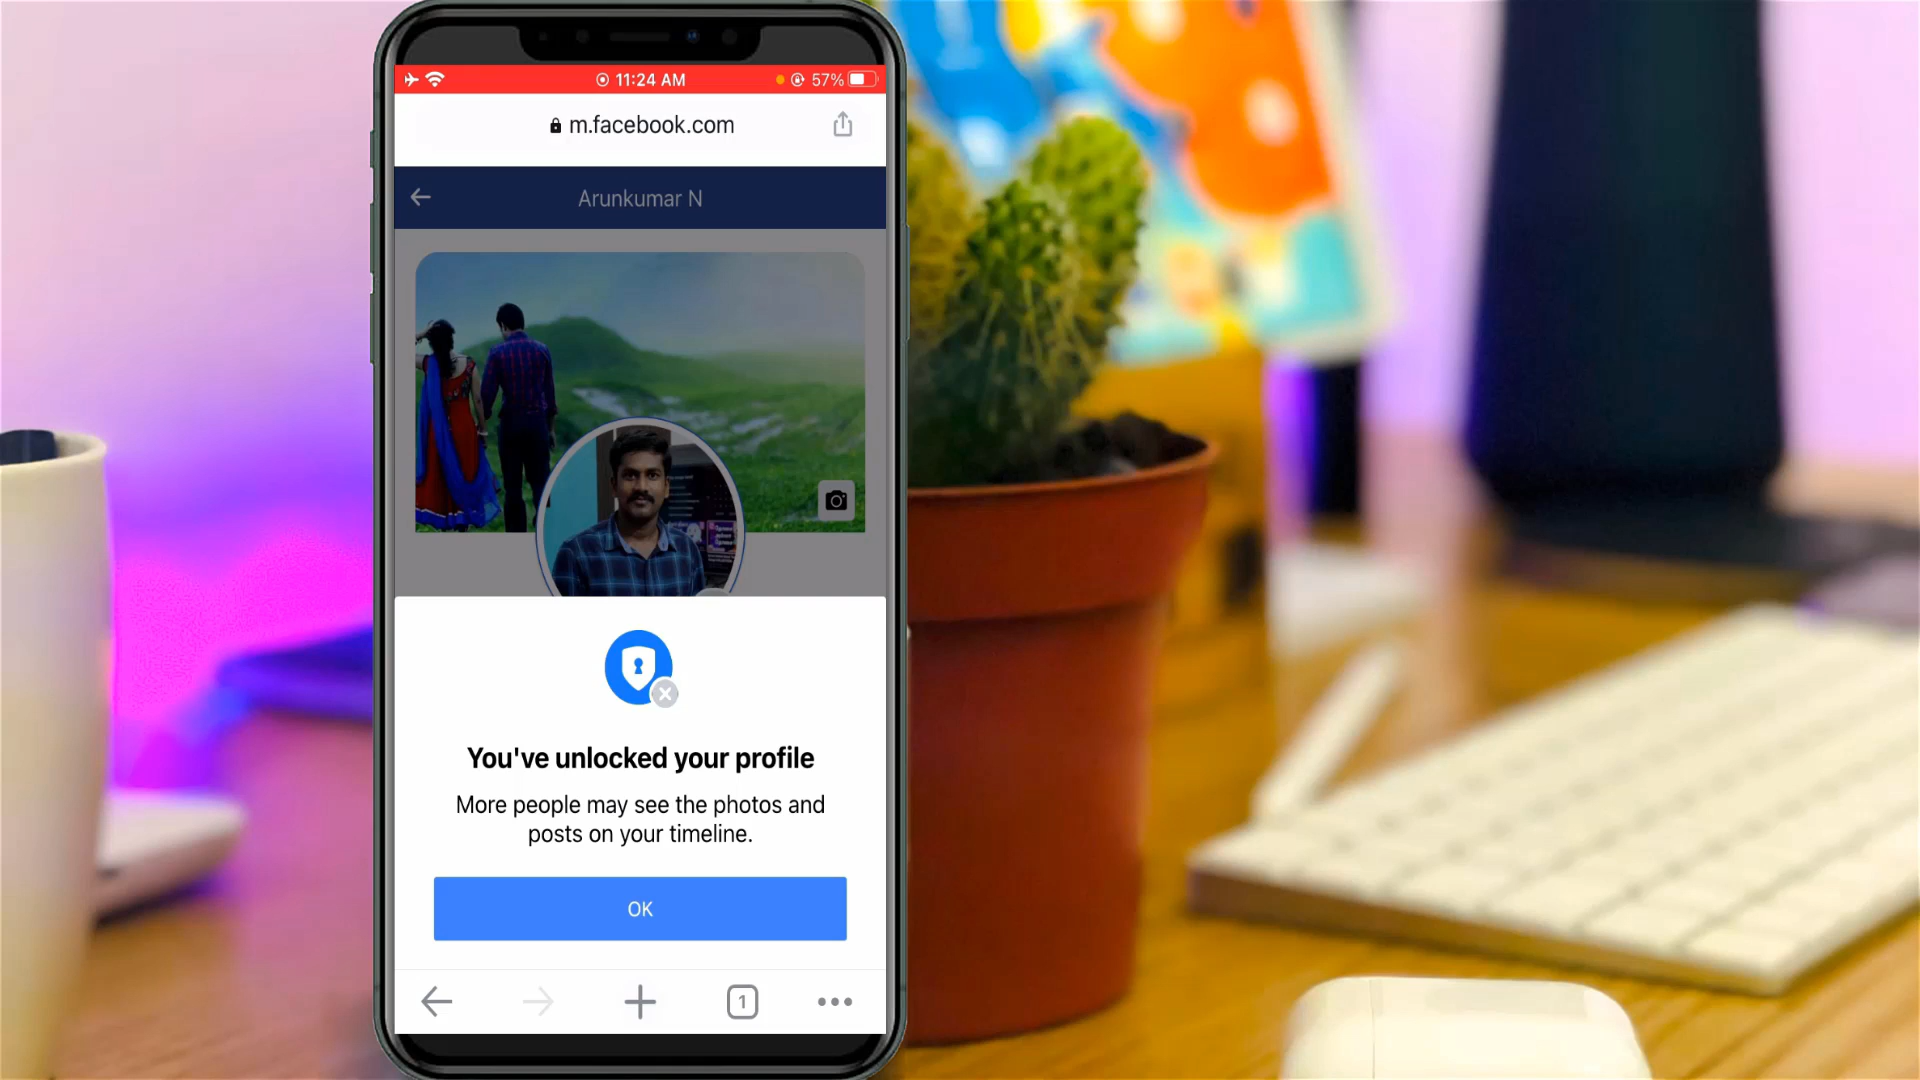 11:24 AM
57%
m.facebook.com
Arunkumar N
You've unlocked your profile
More people may see the photos and
posts on your timeline.
OK
1